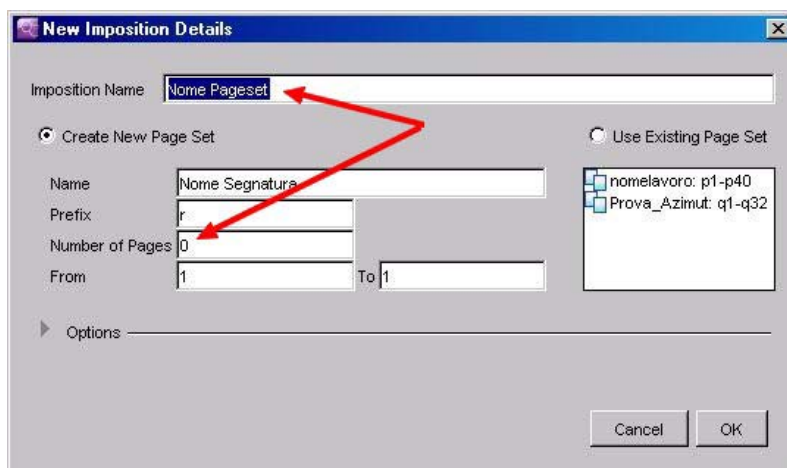 New Imposition Details
Imposition Name Nome Pageset
Create New Page Set
Use Existing Page Set
Name Nome Segnatura
nomelavoro: p1-p40
Prefix r
Prova_Azimut: q1-q32
Number of Pages 0
From 1 To 1
Options
Cancel OK